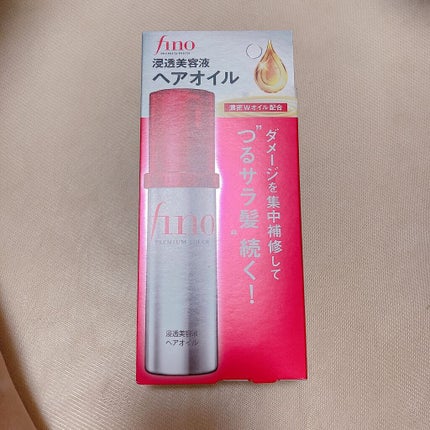 fino
PREMIUM TOUCH
浸透美容液
ヘアオイル
濃密Wオイル配合
ダメージを集中補修して
"つるサラ髪"続く!
fino
PREMIUM TOUCH
浸透美容液
ヘアオイル